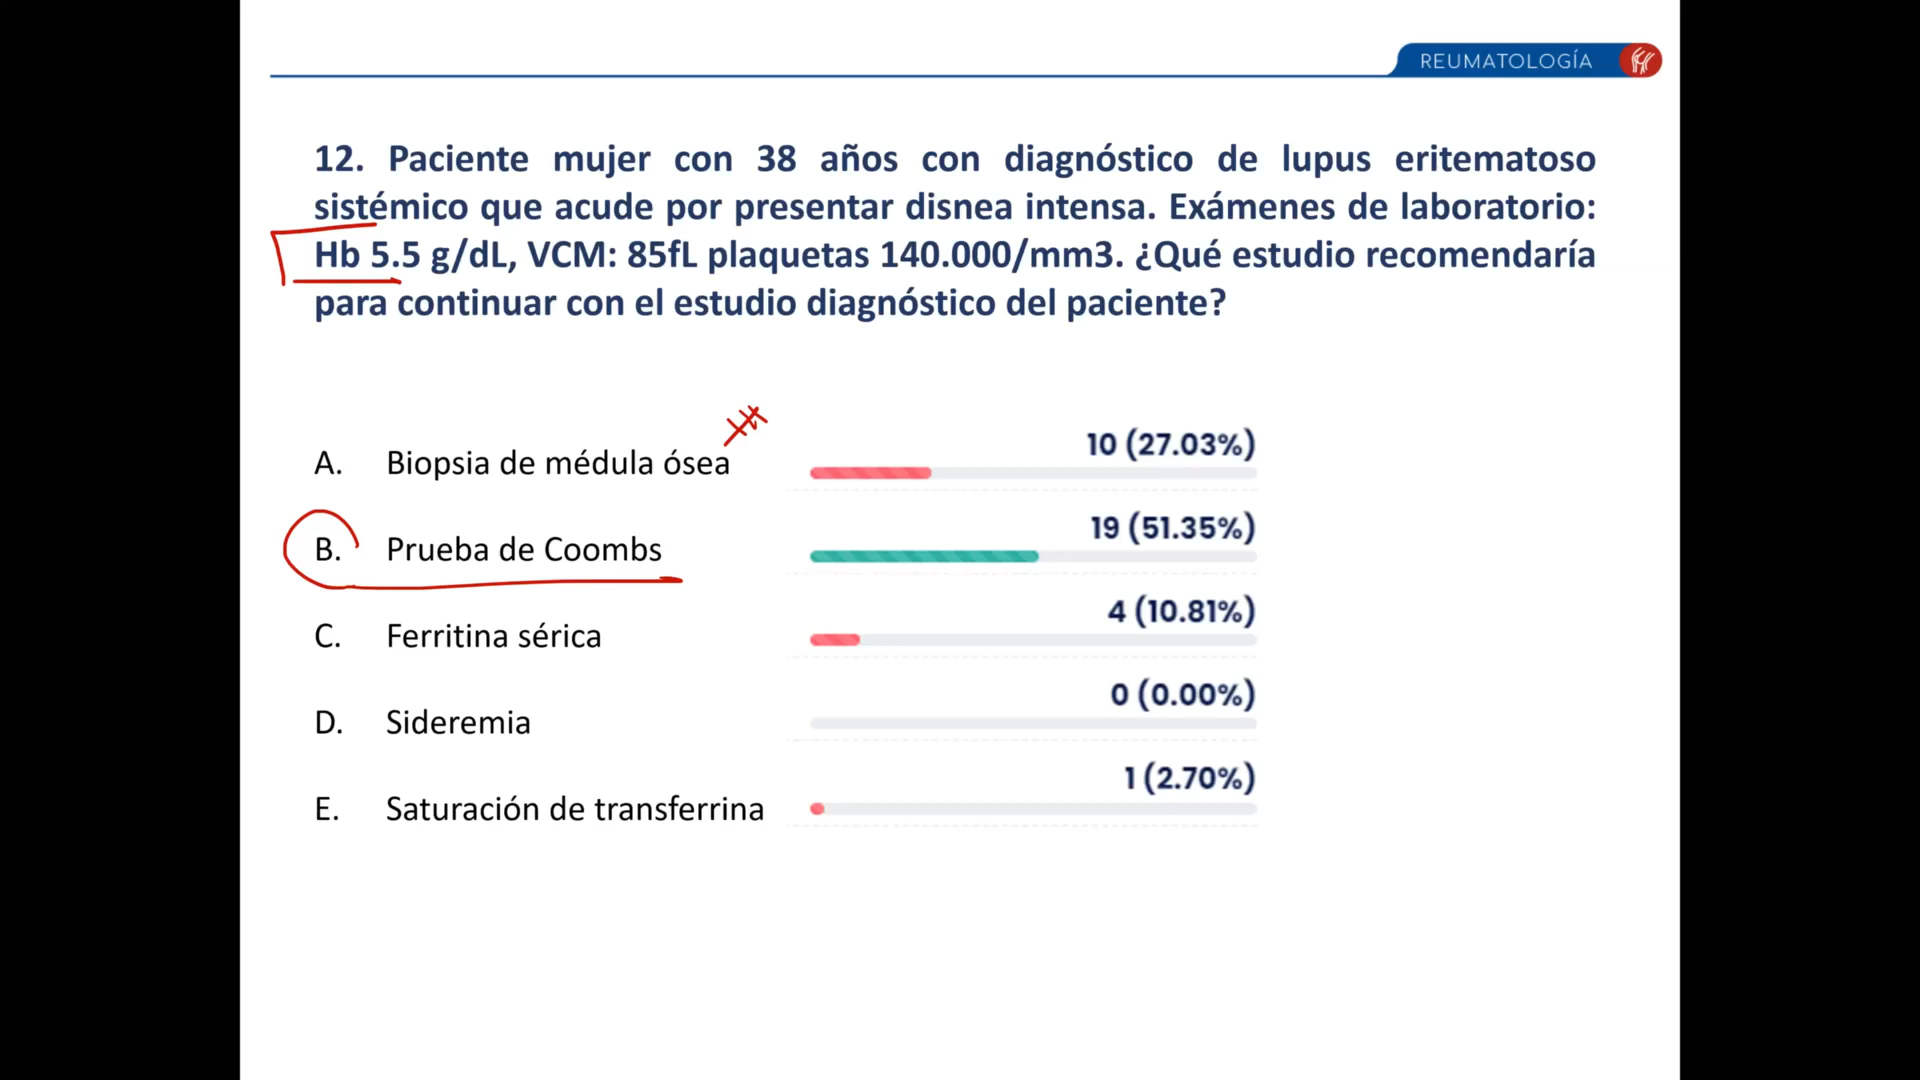 REUMATOLOGÍA
12. Paciente mujer con 38 años con diagnóstico de lupus eritematoso
sistémico que acude por presentar disnea intensa. Exámenes de laboratorio:
Hb 5.5 g/dL, VCM: 85fL plaquetas 140.000/mm3. ¿Qué estudio recomendaría
para continuar con el estudio diagnóstico del paciente?
A. Biopsia de médula ósea 10 (27.03%)
B. Prueba de Coombs 19 (51.35%)
C. Ferritina sérica 4 (10.81%)
D. Sideremia 0 (0.00%)
E. Saturación de transferrina 1 (2.70%)